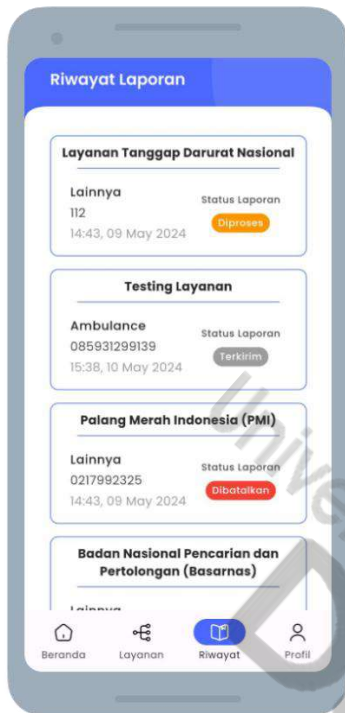 Riwayat Laporan
Layanan Tanggap Darurat Nasional
Lainnya
112
14:43, 09 May 2024
Status Laporan
Diproses
Testing Layanan
Ambulance
085931299139
15:38, 10 May 2024
Status Laporan
Terkirim
Palang Merah Indonesia (PMI)
Lainnya
0217992325
14:43, 09 May 2024
Status Laporan
Dibatalkan
Badan Nasional Pencarian dan
Pertolongan (Basarnas)
Lainnya
Beranda
Layanan
Riwayat
Profil